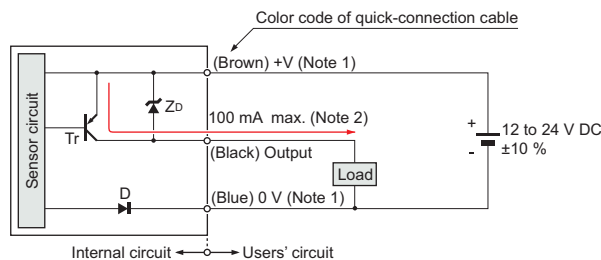 Color code of quick-connection cable
(Brown) +V (Note 1)
Sensor circuit
Tr
ZD
100 mA max. (Note 2)
(Black) Output
+
-
12 to 24 V DC
±10 %
Load
D
(Blue) 0 V (Note 1)
Internal circuit
Users' circuit